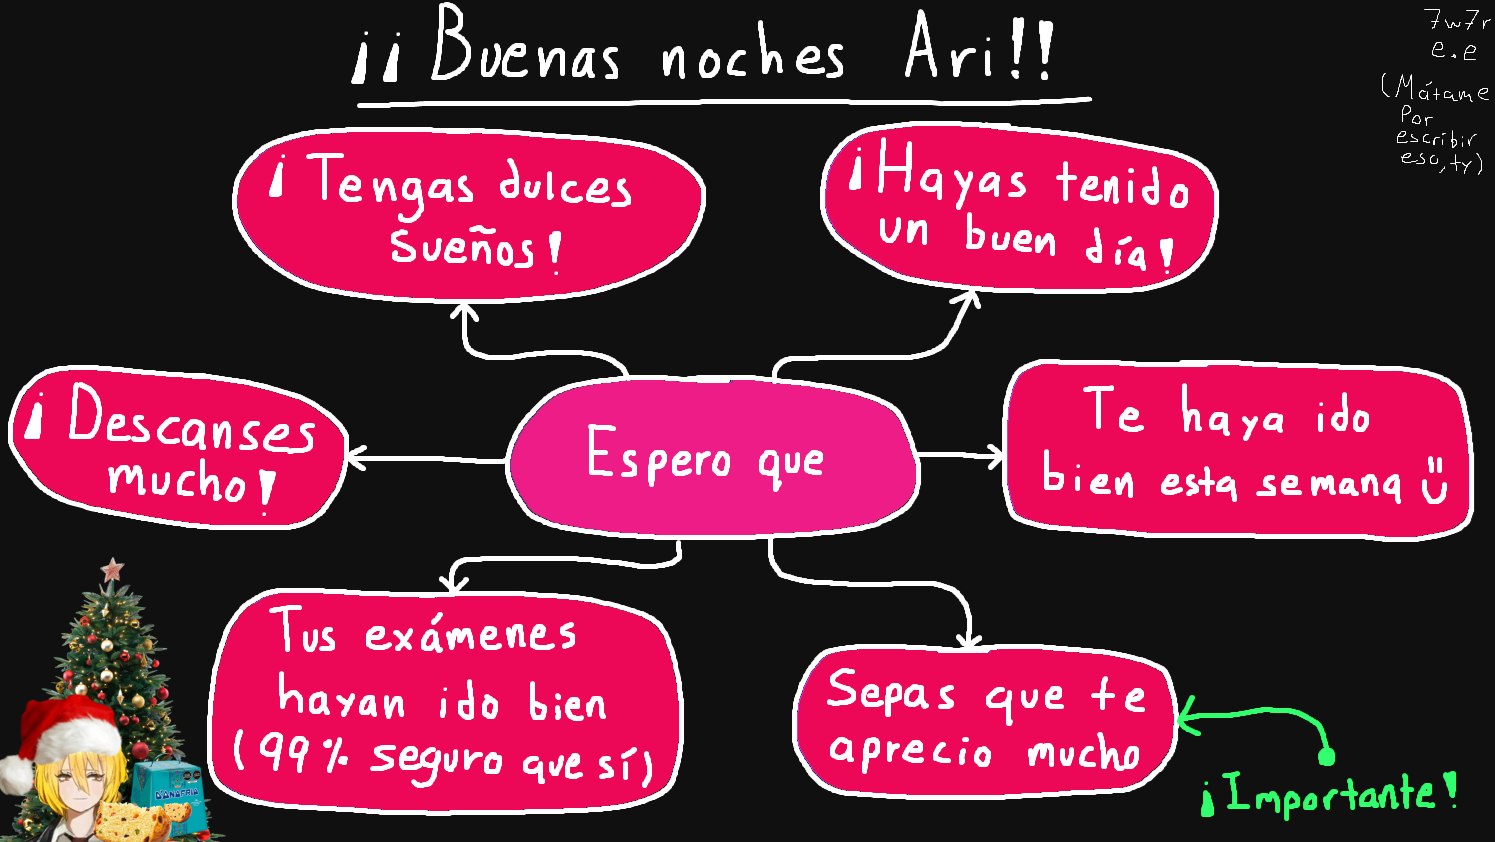 ¡¡Buenas noches Ari!!
7w7r
e.e
(Mátame
Por
escribir
eso, ty)
¡Tengas dulces
sueños!
¡Hayas tenido
un buen día!
¡Descanses
mucho!
Espero que
Te haya ido
bien esta semana Ü
Tus exámenes
hayan ido bien
(99% seguro que sí)
Sepas que te
aprecio mucho
¡Importante!
D'ONOFRIO